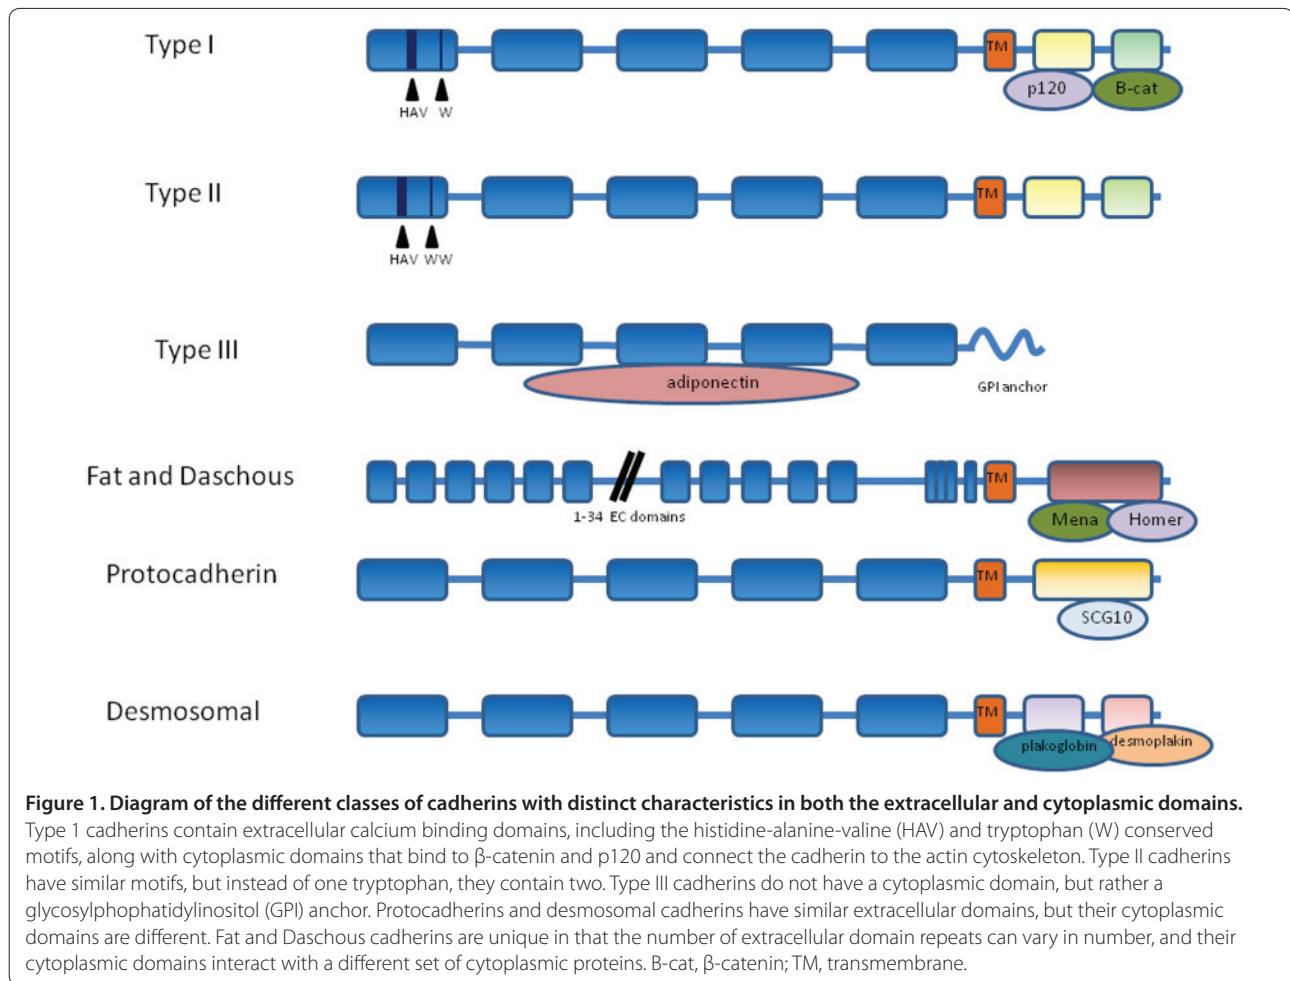 Type I
TM
p120
B-cat
HAV W
Type II
TM
HAV WW
Type III
adiponectin
GPI anchor
Fat and Daschous
TM
1-34 EC domains
Mena
Homer
Protocadherin
TM
SCG10
Desmosomal
TM
plakoglobin
desmoplakin
Figure 1. Diagram of the different classes of cadherins with distinct characteristics in both the extracellular and cytoplasmic domains.
Type 1 cadherins contain extracellular calcium binding domains, including the histidine-alanine-valine (HAV) and tryptophan (W) conserved
motifs, along with cytoplasmic domains that bind to β-catenin and p120 and connect the cadherin to the actin cytoskeleton. Type II cadherins
have similar motifs, but instead of one tryptophan, they contain two. Type III cadherins do not have a cytoplasmic domain, but rather a
glycosylphophatidylinositol (GPI) anchor. Protocadherins and desmosomal cadherins have similar extracellular domains, but their cytoplasmic
domains are different. Fat and Daschous cadherins are unique in that the number of extracellular domain repeats can vary in number, and their
cytoplasmic domains interact with a different set of cytoplasmic proteins. B-cat, β-catenin; TM, transmembrane.